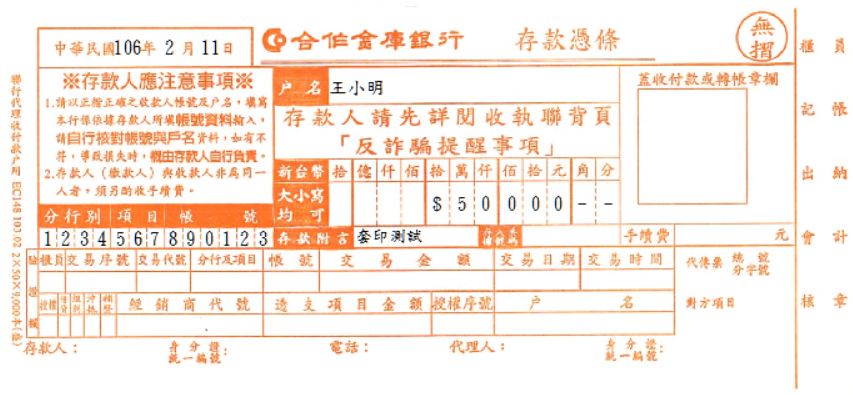 中華民國106年 2 月 11日
合作金庫銀行 存款憑條
無摺
※存款人應注意事項※
1.請以正楷正確之收款人帳號及戶名，填寫
本行係依據存款人所填帳號資料輸入，
請自行核對帳號與戶名資料，如有不
符，導致損失時，概由存款人自行負責。
2.存款人（繳款人）與收款人非為同一
人者，須另酌收手續費。
戶 名 王小明
存款人請先詳閱收執聯背頁
「反詐騙提醒事項」
蓋收付款或轉帳章欄
新台幣 拾 億 仟 佰 拾 萬 仟 佰 拾 元 角 分
大小寫均可 $ 5 0 0 0 0 - -
分行別 項目 帳 號
1 2 3 4 5 6 7 8 9 0 1 2 3
存款附言 套印測試
手續費 元
驗證欄
櫃員 交易序號 交易代號 分行及項目 帳 號 交 易 金 額 交易日期 交易時間
代傳票 總 號
分字號
經銷商代號 透支項目金額 授權序號 戶 名
對方項目
存款人： 身分證：
統一編號
電話： 代理人： 身分證：
統一編號
櫃 員
記 帳
出 納
會 計
核 章
聯行代理收付款戶用 EC148 103.02 2×50×9,000本(盛)